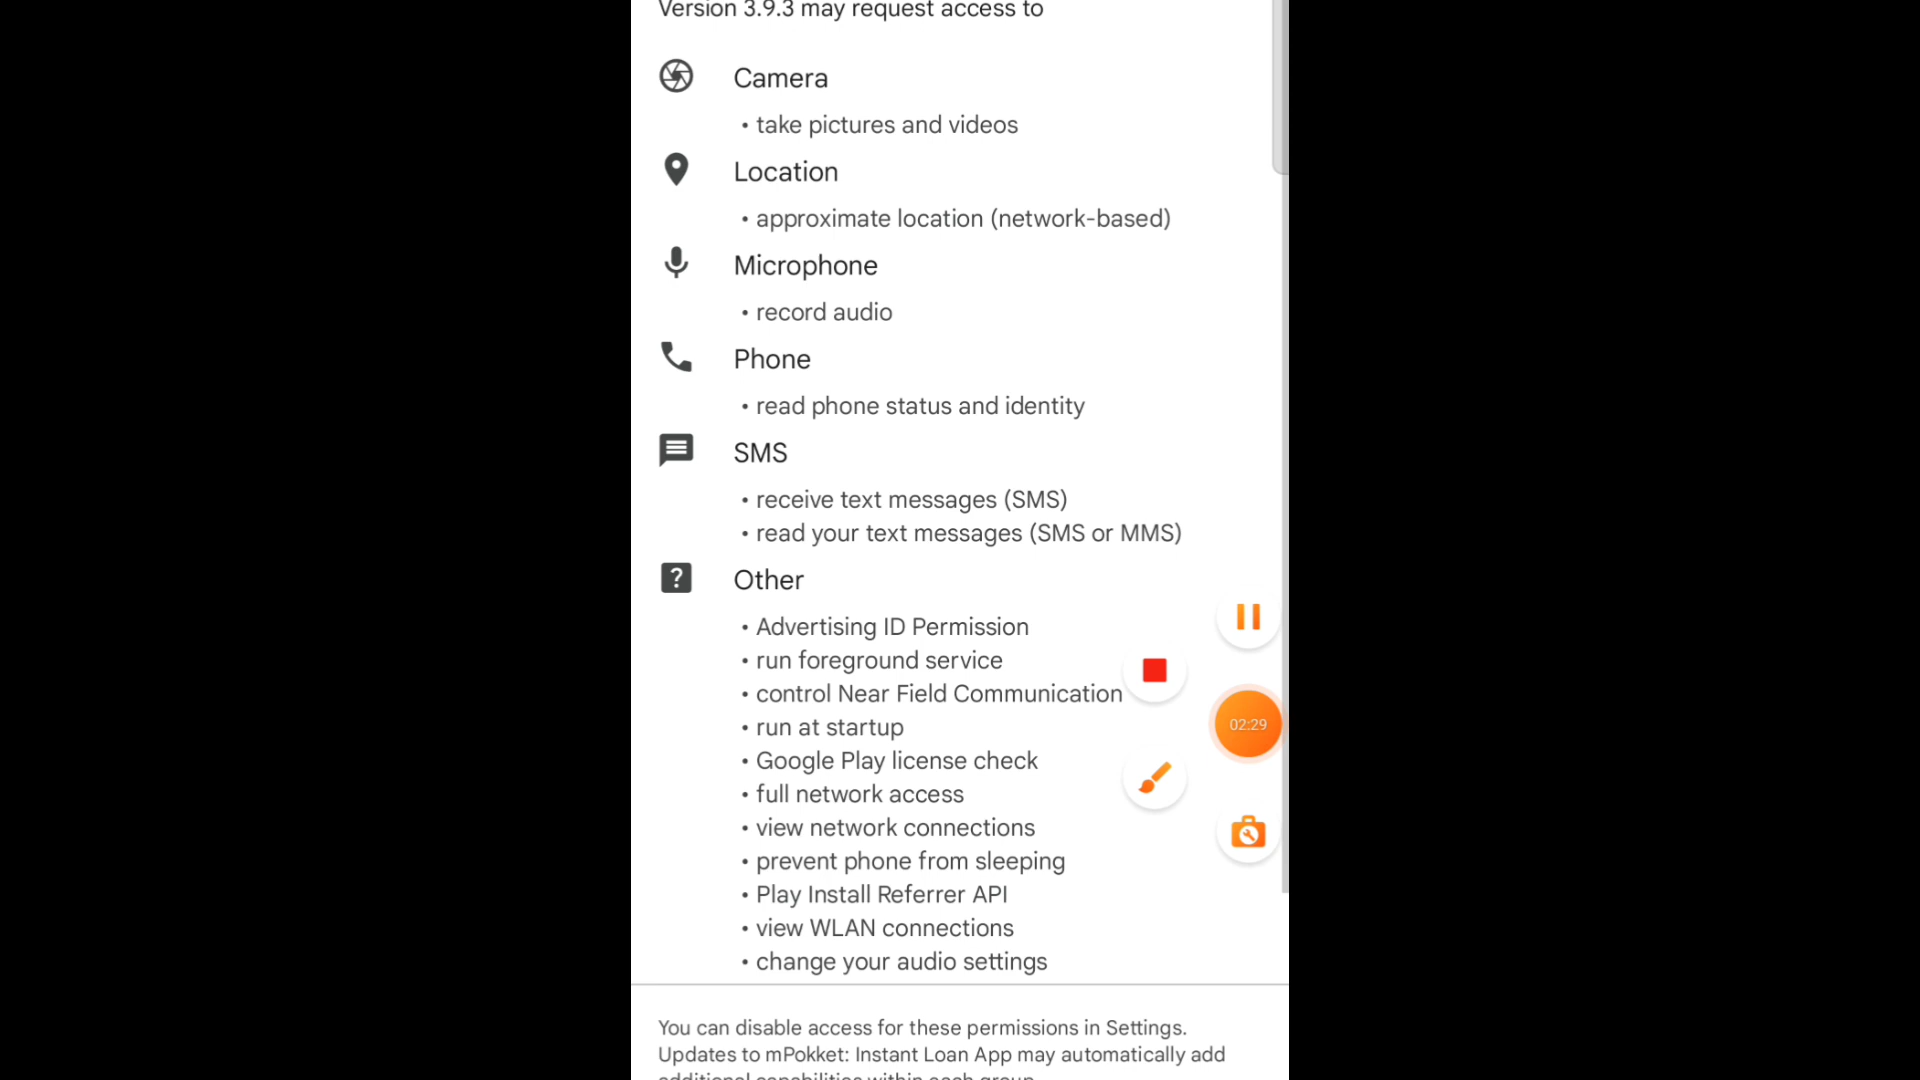 Version 3.9.3 may request access to
Camera
• take pictures and videos
Location
• approximate location (network-based)
Microphone
• record audio
Phone
• read phone status and identity
SMS
• receive text messages (SMS)
• read your text messages (SMS or MMS)
? Other
• Advertising ID Permission
• run foreground service
• control Near Field Communication
• run at startup
• Google Play license check
• full network access
• view network connections
• prevent phone from sleeping
• Play Install Referrer API
• view WLAN connections
• change your audio settings
02:29
You can disable access for these permissions in Settings.
Updates to mPokket: Instant Loan App may automatically add
additional capabilities within each group.